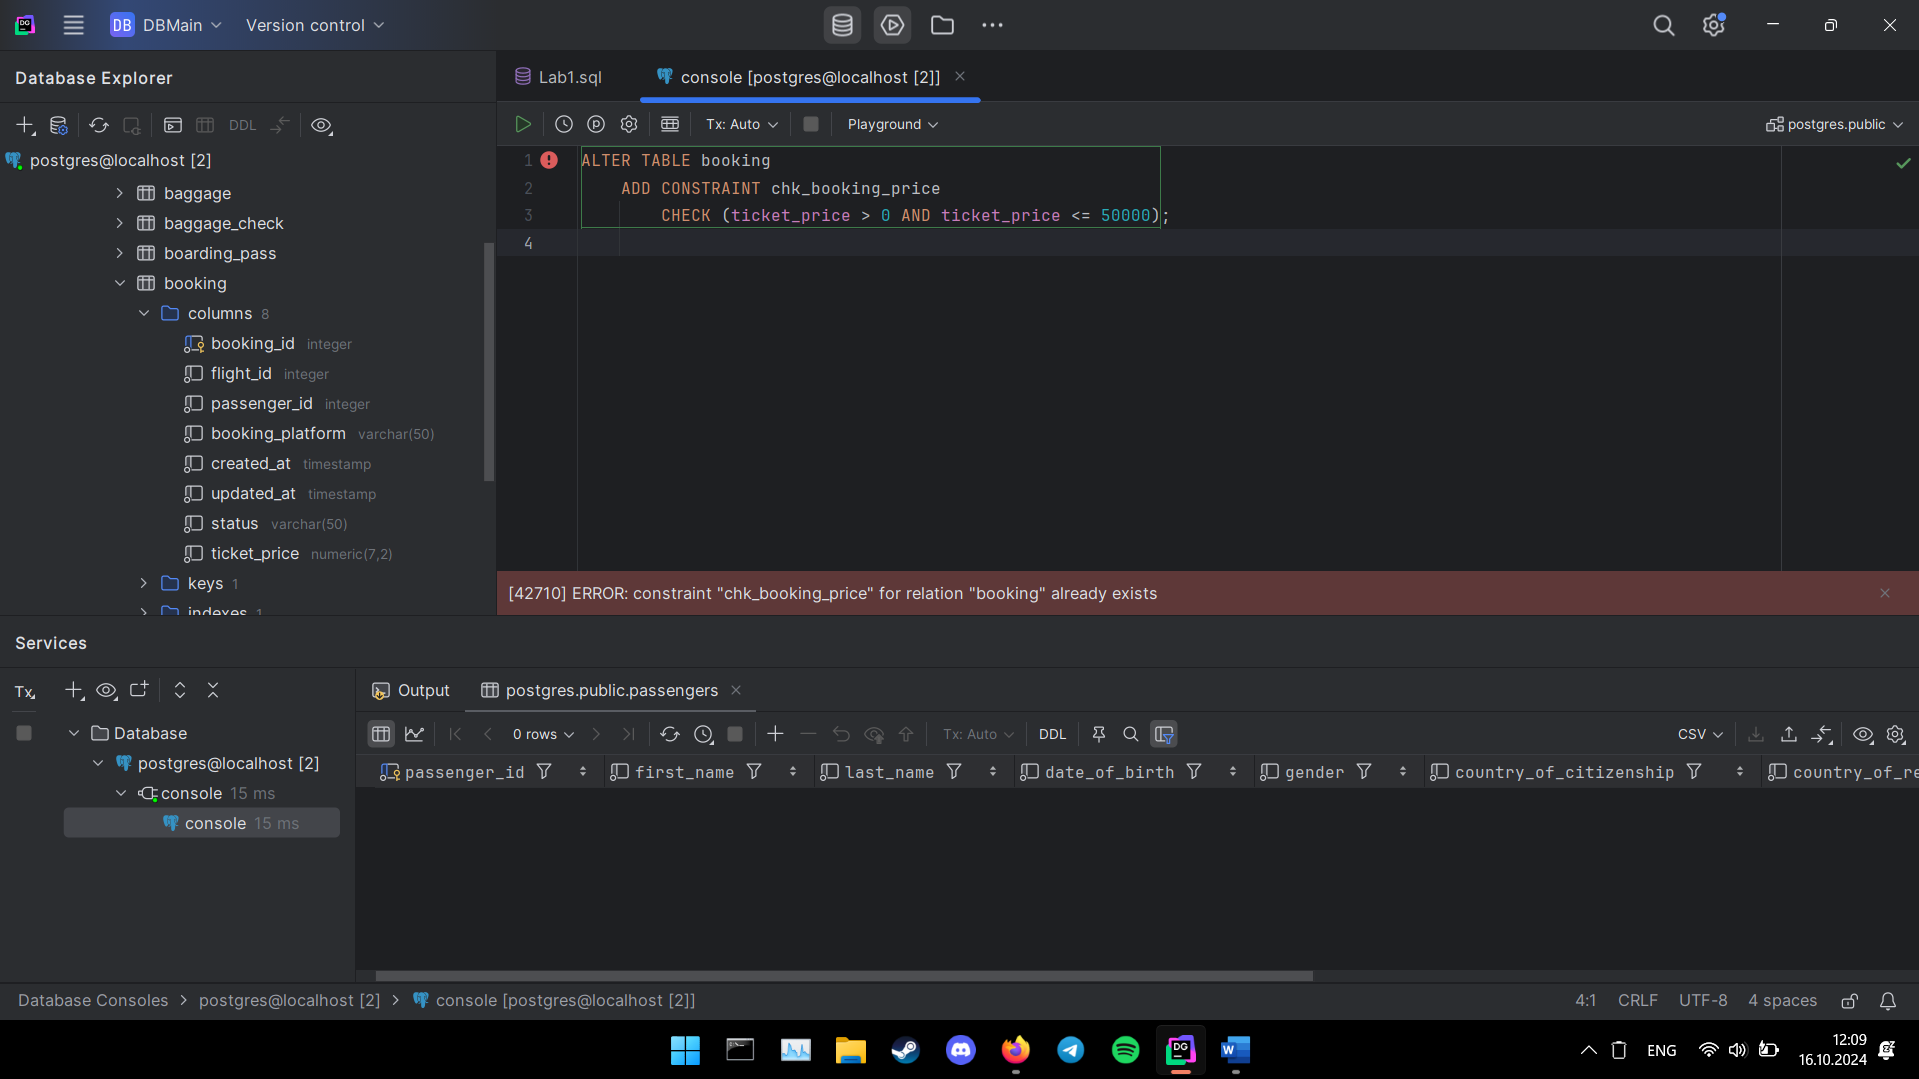 DB DBMain Version control
Database Explorer
DDL
postgres@localhost [2]
baggage
baggage_check
boarding_pass
booking
columns 8
booking_id integer
flight_id integer
passenger_id integer
booking_platform varchar(50)
created_at timestamp
updated_at timestamp
status varchar(50)
ticket_price numeric(7,2)
keys 1
indexes 1
Lab1.sql console [postgres@localhost [2]]
Tx: Auto Playground postgres.public
1 ALTER TABLE booking
2 ADD CONSTRAINT chk_booking_price
3 CHECK (ticket_price > 0 AND ticket_price <= 50000);
4
[42710] ERROR: constraint "chk_booking_price" for relation "booking" already exists
Services
Tx
Database
postgres@localhost [2]
console 15 ms
console 15 ms
Output postgres.public.passengers
0 rows Tx: Auto DDL CSV
passenger_id first_name last_name date_of_birth gender country_of_citizenship country_of_re
Database Consoles > postgres@localhost [2] > console [postgres@localhost [2]]
4:1 CRLF UTF-8 4 spaces
DG
W
ENG
12:09
16.10.2024